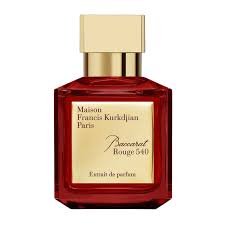 Maison
Francis Kurkdjian
Paris
Baccarat
Rouge 540
Extrait de parfum